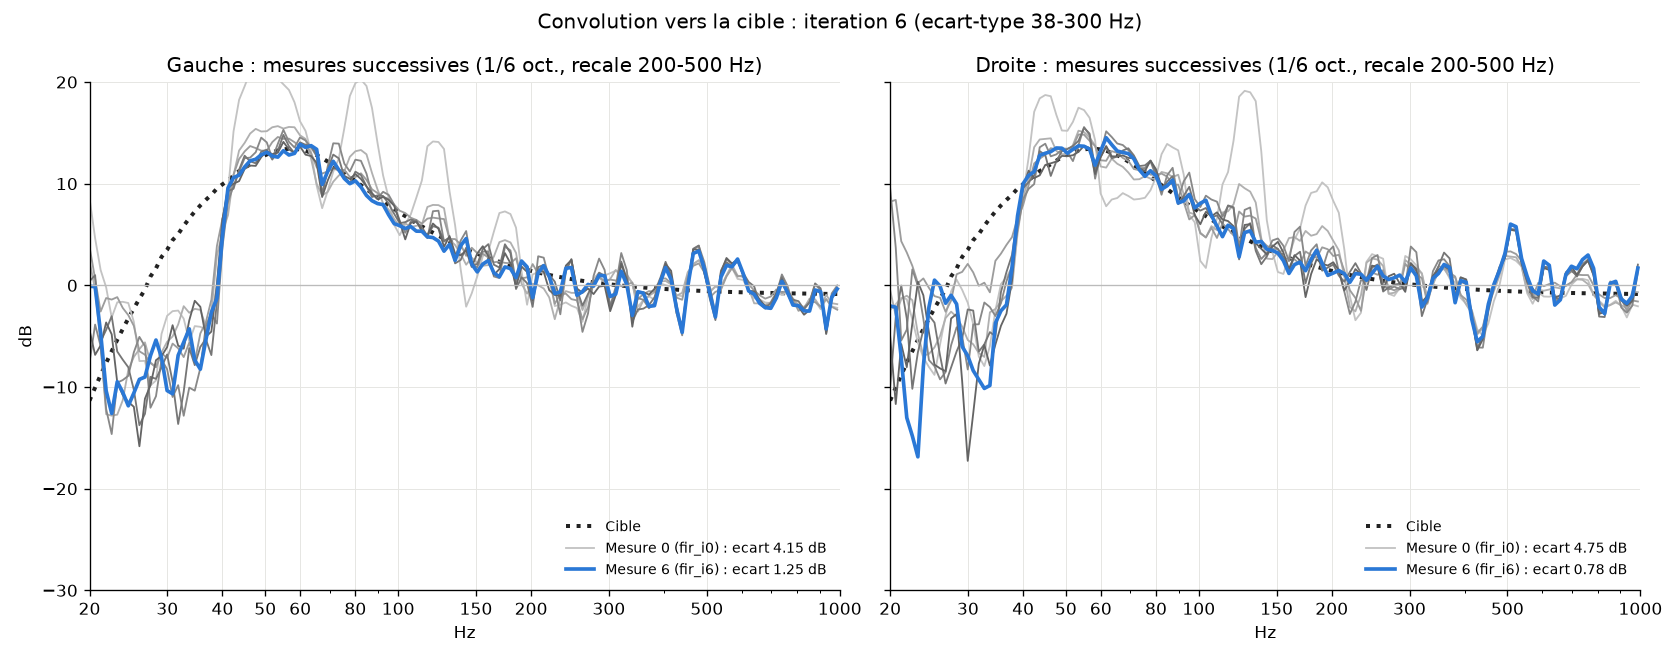 Convolution vers la cible : iteration 6 (ecart-type 38-300 Hz)
Gauche : mesures successives (1/6 oct., recale 200-500 Hz)
Droite : mesures successives (1/6 oct., recale 200-500 Hz)
20
10
0
−10
−20
−30
dB
Cible
Mesure 0 (fir_i0) : ecart 4.15 dB
Mesure 6 (fir_i6) : ecart 1.25 dB
20 30 40 50 60 80 100 150 200 300 500 1000
Hz
Cible
Mesure 0 (fir_i0) : ecart 4.75 dB
Mesure 6 (fir_i6) : ecart 0.78 dB
20 30 40 50 60 80 100 150 200 300 500 1000
Hz